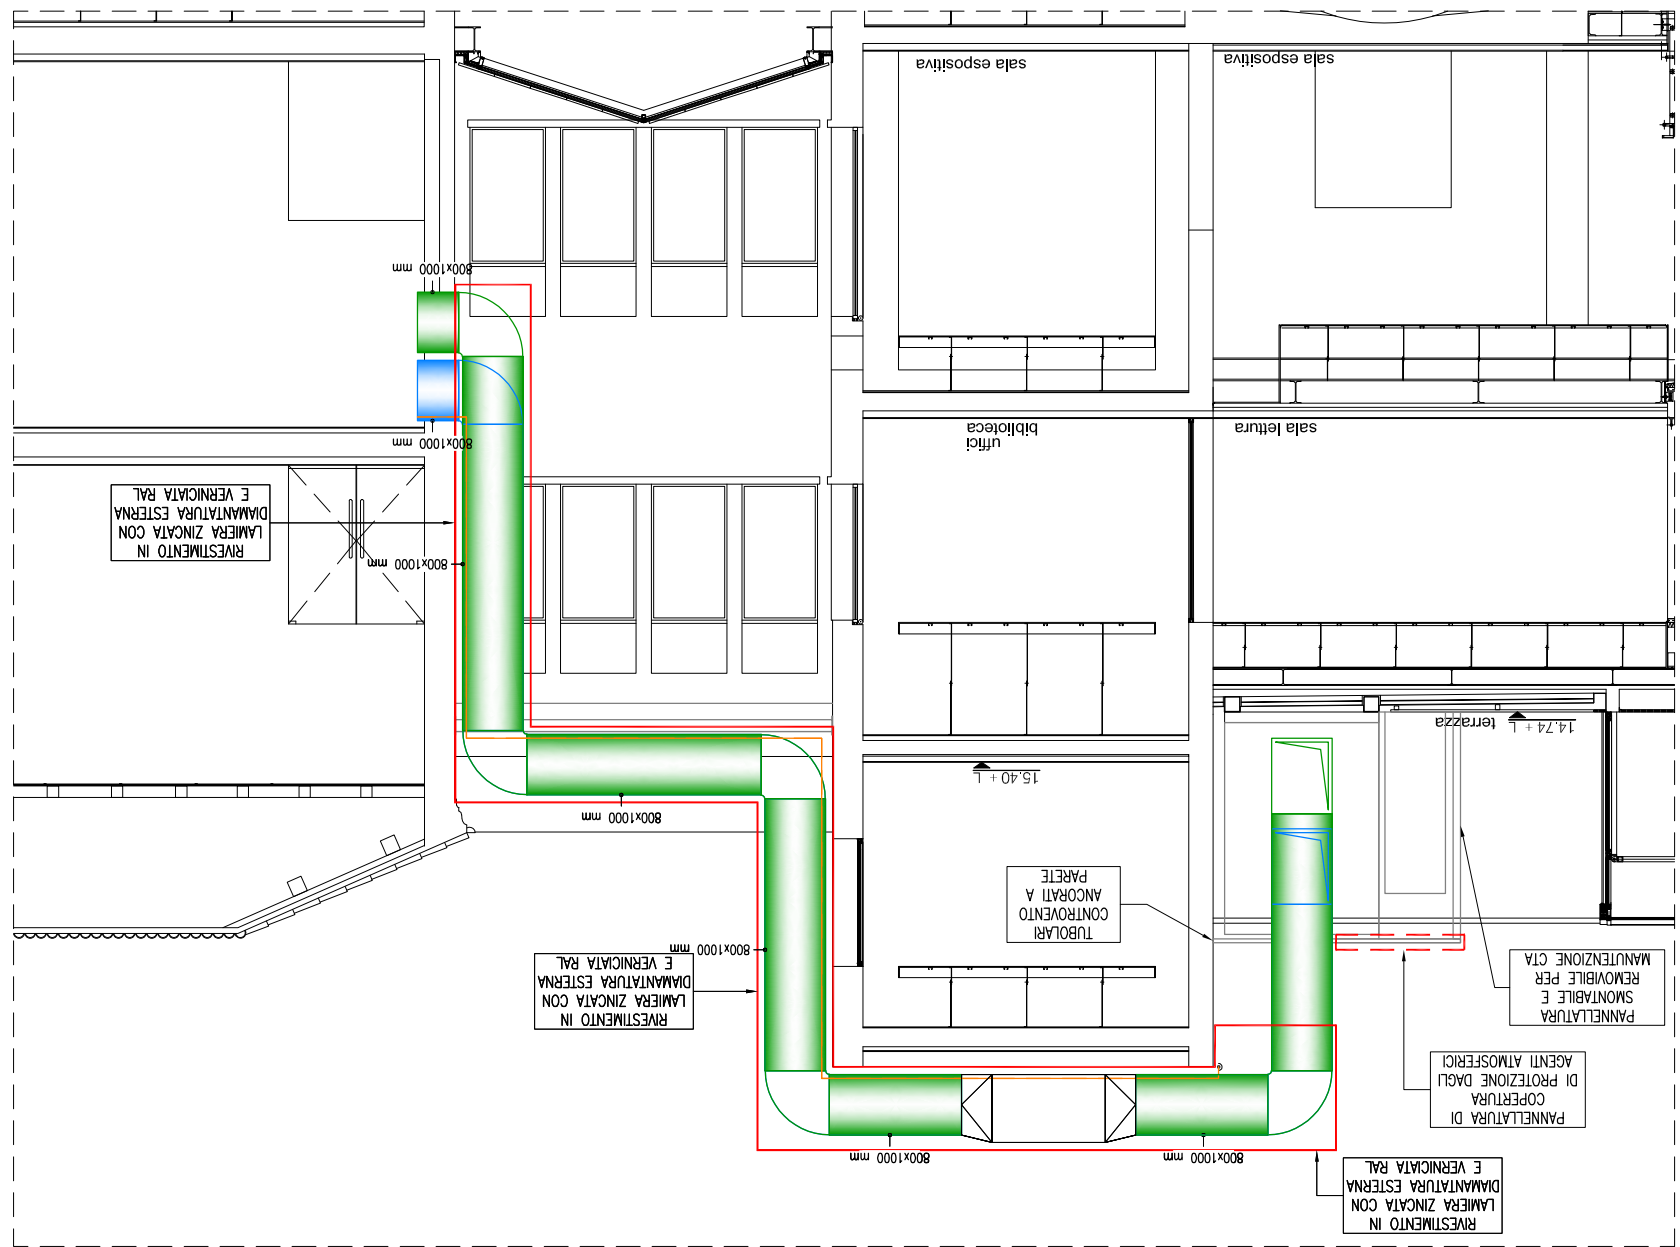 RIVESTIMENTO IN
LAMIERA ZINCATA CON
DIAMANTATURA ESTERNA
E VERNICIATA RAL
800x1000 mm
800x1000 mm
PANNELLATURA DI
COPERTURA
DI PROTEZIONE DAGLI
AGENTI ATMOSFERICI
PANNELLATURA
SMONTABILE E
REMOVIBILE PER
MANUTENZIONE CTA
RIVESTIMENTO IN
LAMIERA ZINCATA CON
DIAMANTATURA ESTERNA
E VERNICIATA RAL
800x1000 mm
TUBOLARI
CONTROVENTO
ANCORATI A
PARETE
800x1000 mm
15.40 + L
terrazza
14.74 + L
RIVESTIMENTO IN
LAMIERA ZINCATA CON
DIAMANTATURA ESTERNA
E VERNICIATA RAL
800x1000 mm
800x1000 mm
uffici
biblioteca
sala lettura
800x1000 mm
sala espositiva
sala espositiva